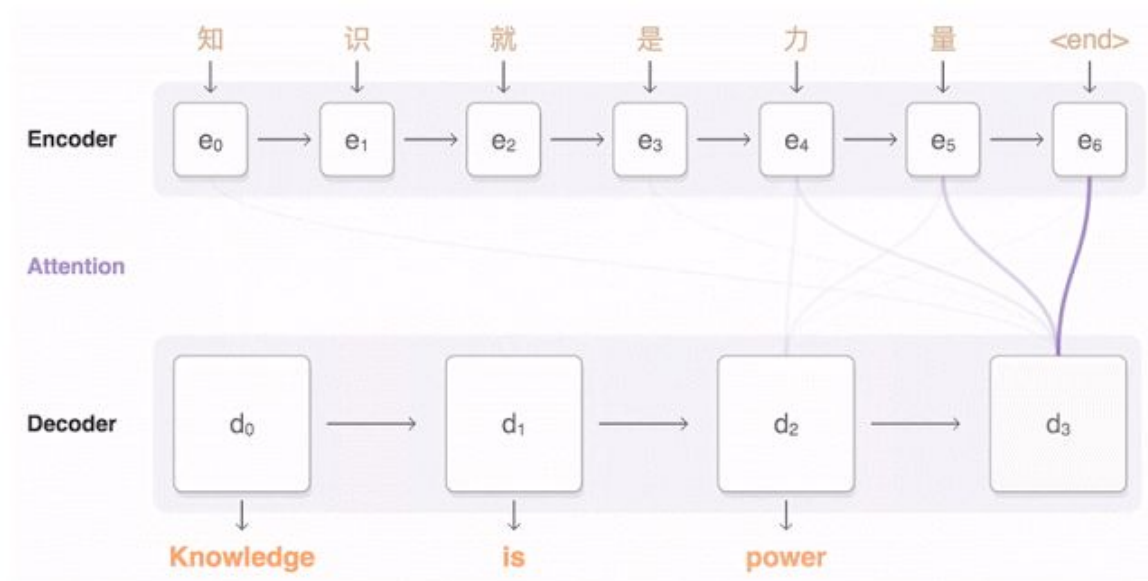 知 识 就 是 力 量 <end>
Encoder e₀ e₁ e₂ e₃ e₄ e₅ e₆
Attention
Decoder d₀ d₁ d₂ d₃
Knowledge is power